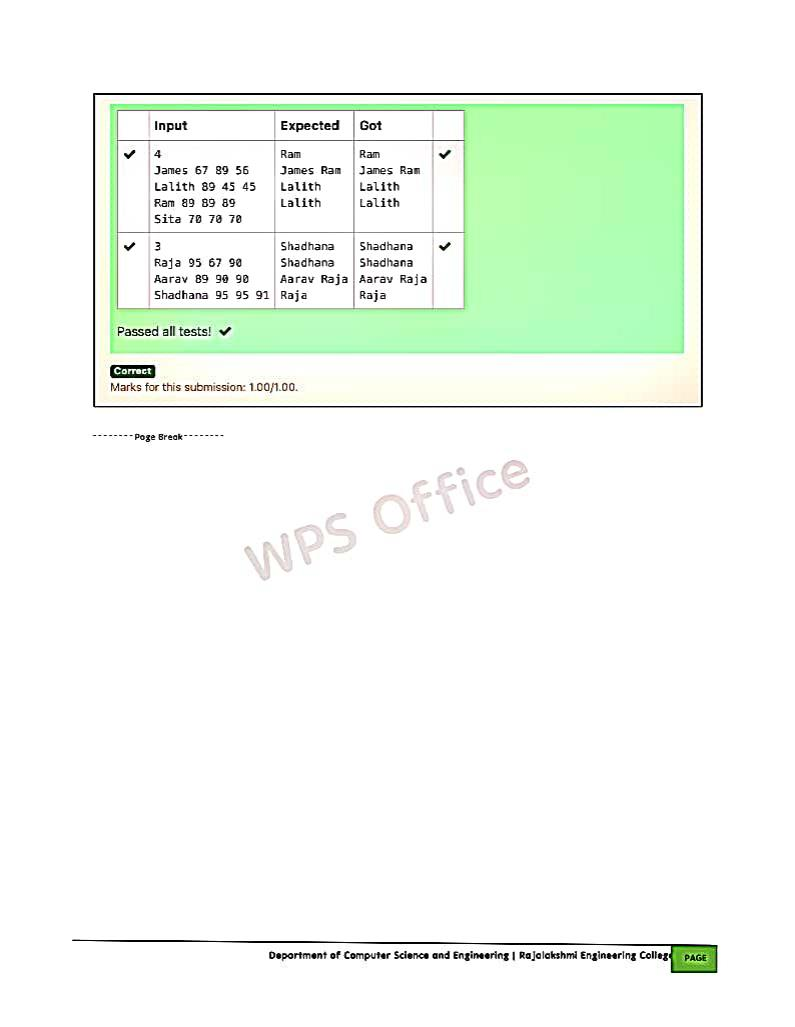 Input Expected Got
✔ 4 Ram Ram ✔
James 67 89 56 James Ram James Ram
Lalith 89 45 45 Lalith Lalith
Ram 89 89 89 Lalith Lalith
Sita 70 70 70
✔ 3 Shadhana Shadhana ✔
Raja 95 67 90 Shadhana Shadhana
Aarav 89 90 90 Aarav Raja Aarav Raja
Shadhana 95 95 91 Raja Raja
Passed all tests! ✔
Correct
Marks for this submission: 1.00/1.00.
--------Page Break--------
WPS Office
Department of Computer Science and Engineering | Rajalakshmi Engineering College
PAGE